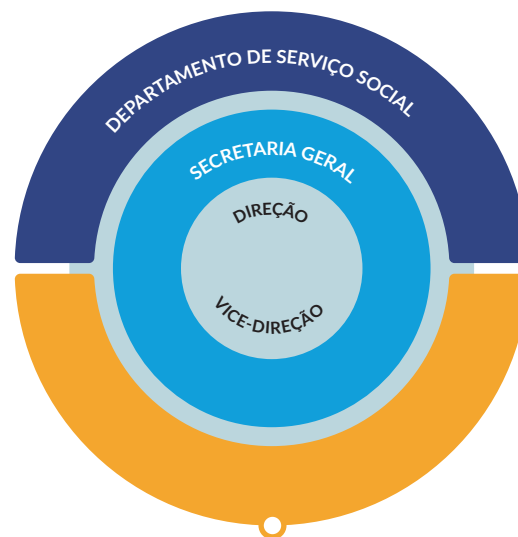 DEPARTAMENTO DE SERVIÇO SOCIAL
SECRETARIA GERAL
DIREÇÃO
VICE-DIREÇÃO